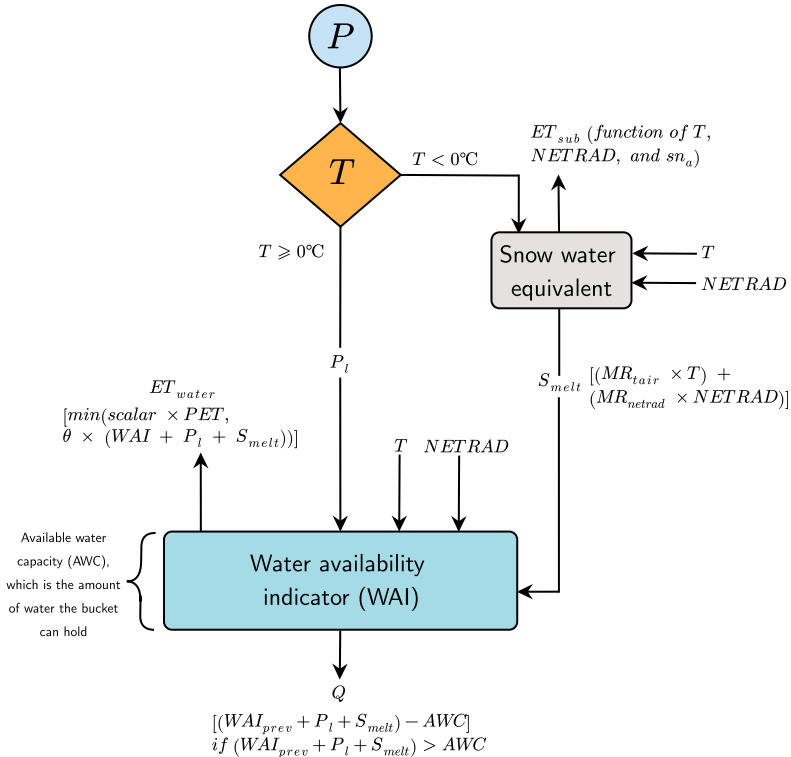 P
T
T < 0℃
ET_sub (function of T,
NETRAD, and sn_a)
T ⩾ 0℃
Snow water
equivalent
T
NETRAD
P_l
S_melt [(MR_tair × T) +
(MR_netrad × NETRAD)]
ET_water
[min(scalar × PET,
θ × (WAI + P_l + S_melt))]
T
NETRAD
Available water
capacity (AWC),
which is the amount
of water the bucket
can hold
Water availability
indicator (WAI)
Q
[(WAI_prev + P_l + S_melt) − AWC]
if (WAI_prev + P_l + S_melt) > AWC